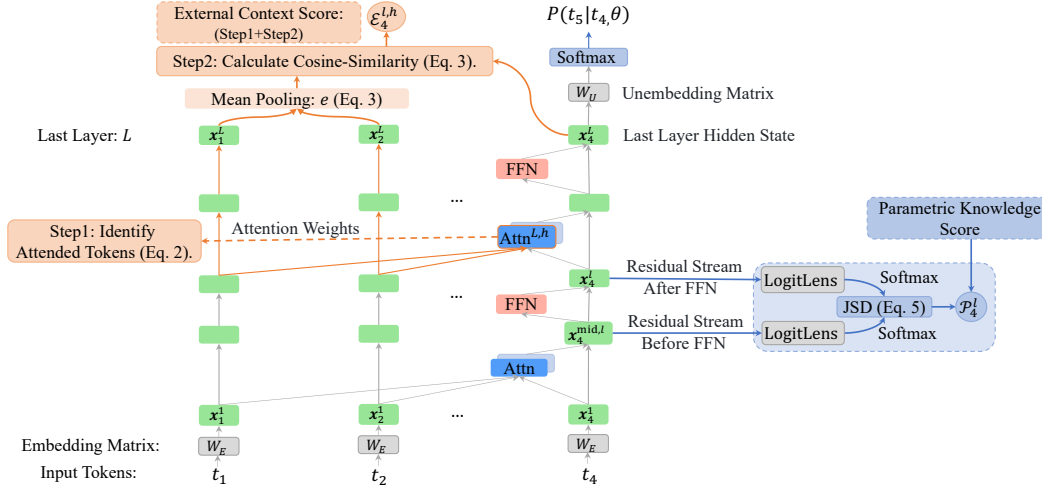 External Context Score:
(Step1+Step2)
ℰ₄^{l,h}
P(t₅|t₄,θ)
Step2: Calculate Cosine-Similarity (Eq. 3).
Softmax
Mean Pooling: e (Eq. 3)
W_U
Unembedding Matrix
Last Layer: L
x₁^L
x₂^L
x₄^L
Last Layer Hidden State
FFN
...
Step1: Identify
Attended Tokens (Eq. 2).
Attention Weights
Attn^{L,h}
Parametric Knowledge
Score
x₄^l
Residual Stream
After FFN
LogitLens
Softmax
...
FFN
JSD (Eq. 5)
𝒫₄^l
x₄^{mid,l}
Residual Stream
Before FFN
LogitLens
Softmax
Attn
x₁^1
x₂^1
...
x₄^1
Embedding Matrix:
W_E
W_E
W_E
Input Tokens:
t₁
t₂
t₄